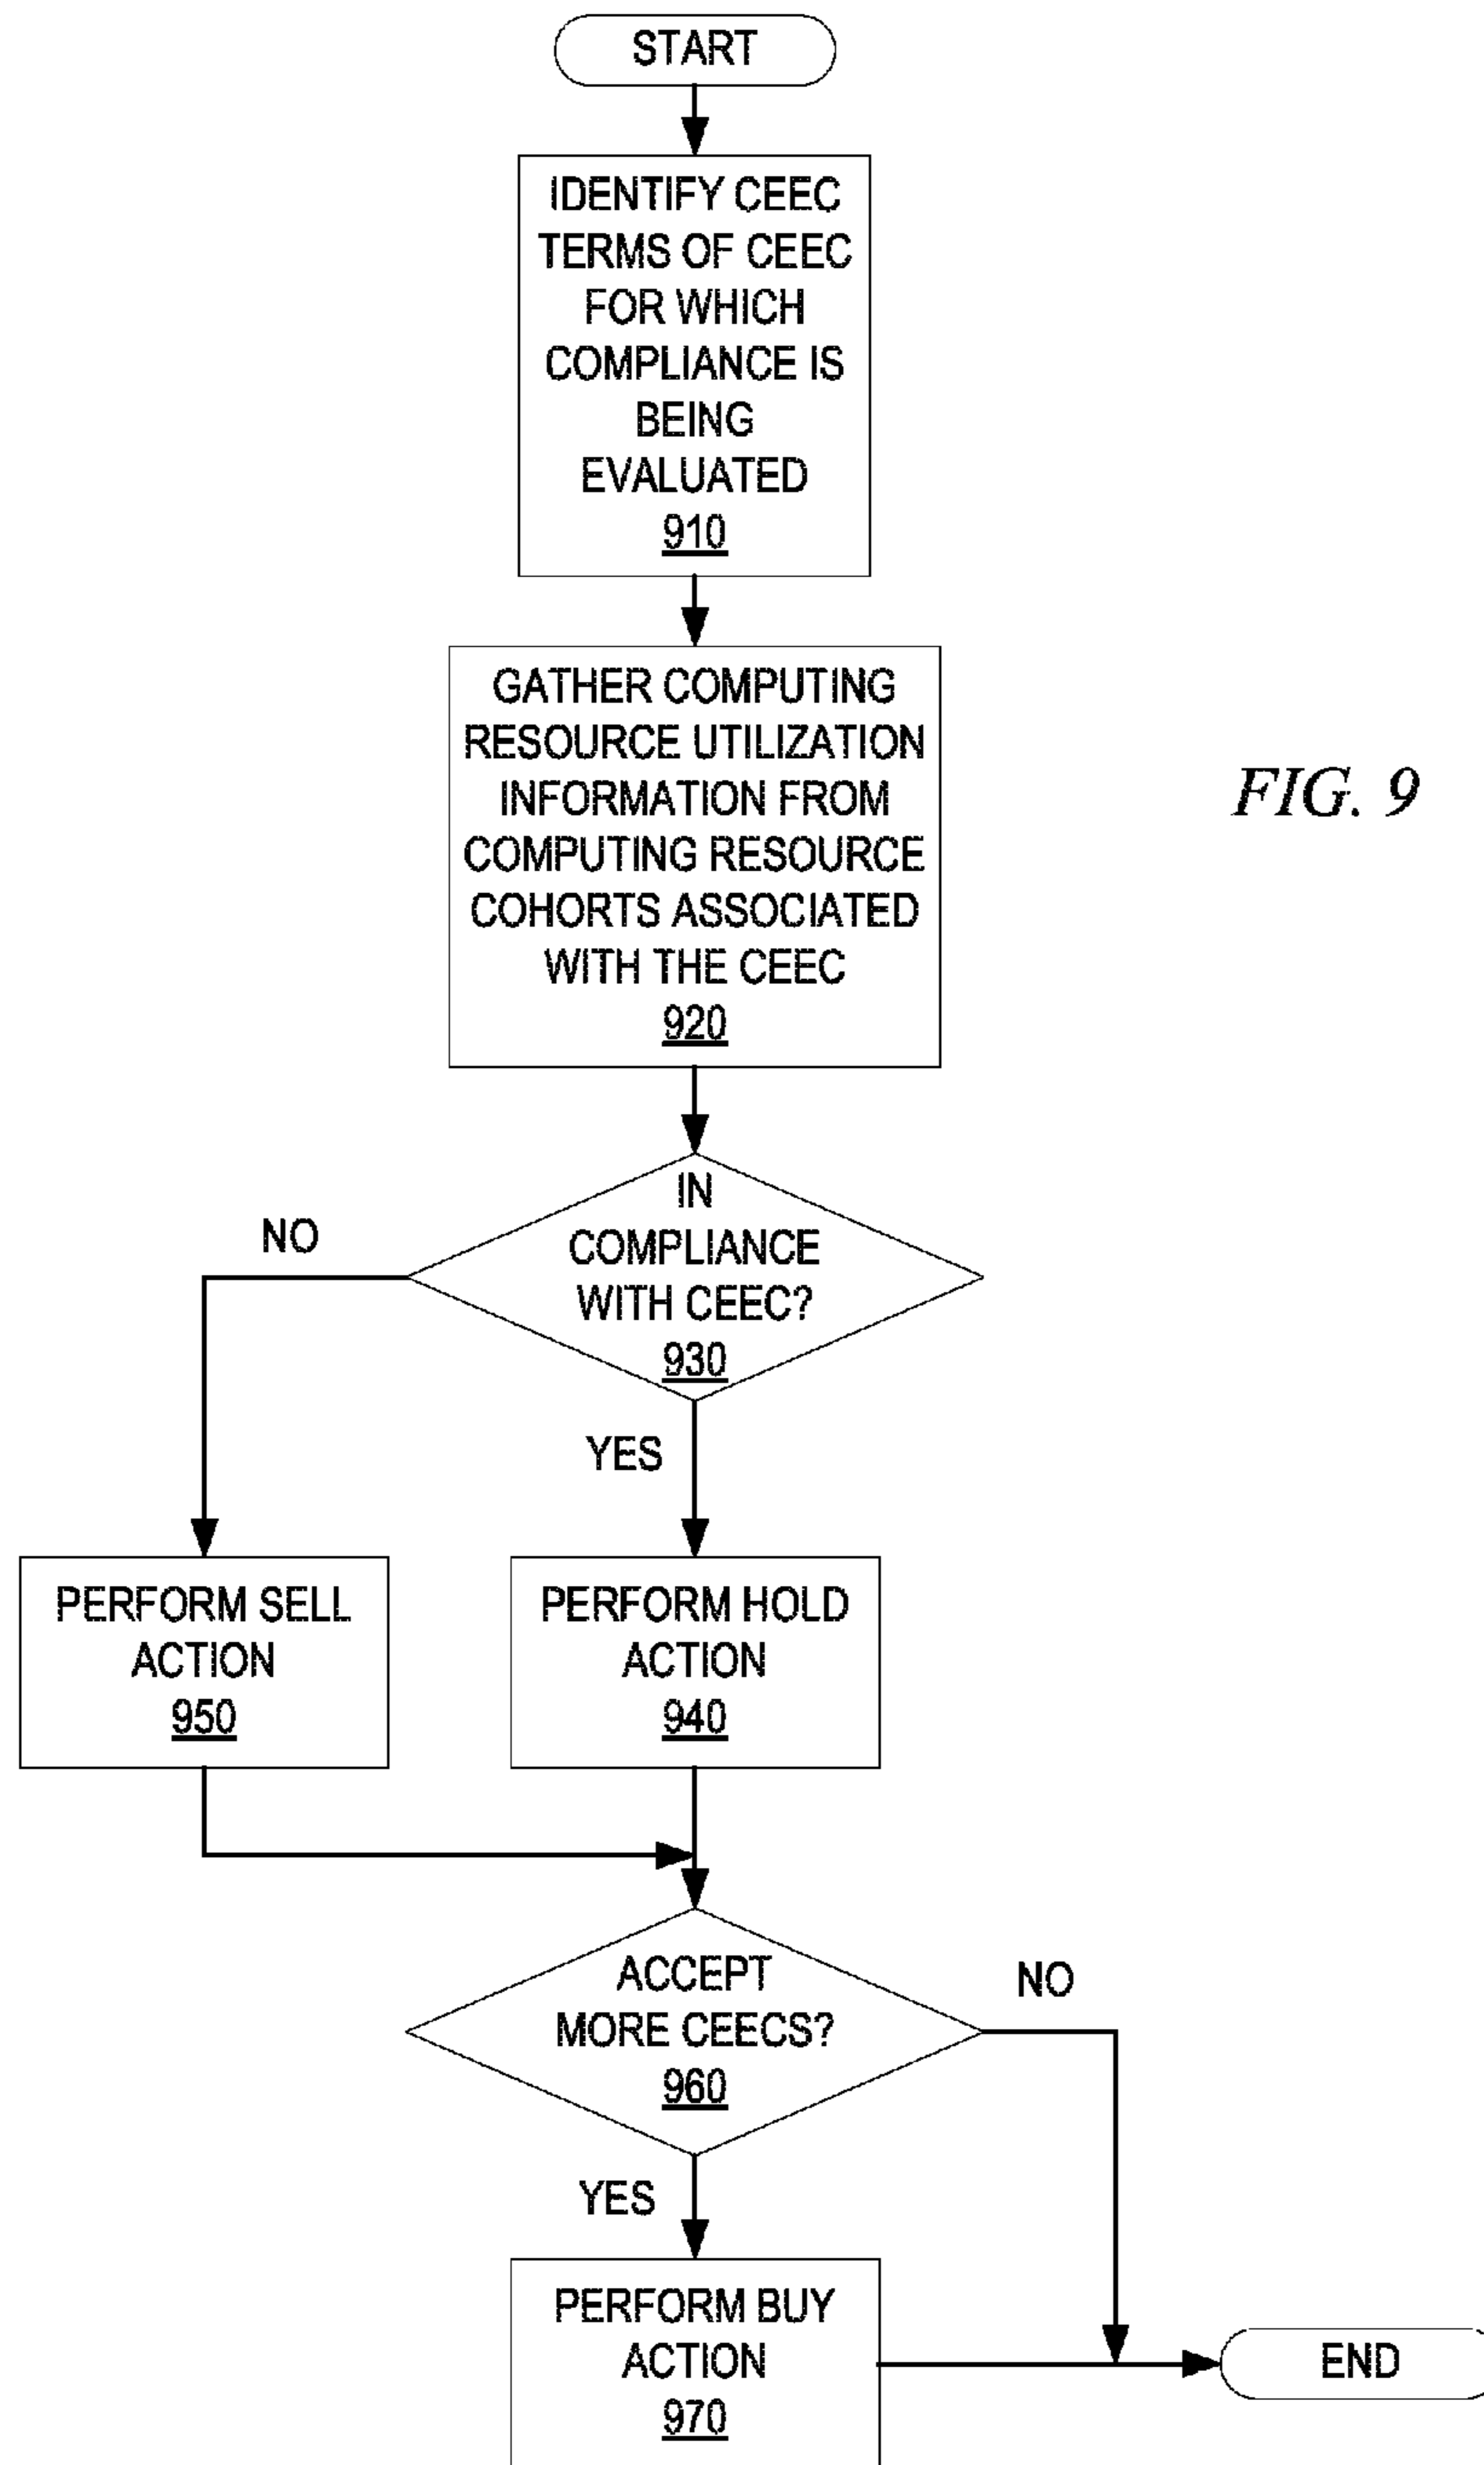 START
IDENTIFY CEEC
TERMS OF CEEC
FOR WHICH
COMPLIANCE IS
BEING
EVALUATED
910
GATHER COMPUTING
RESOURCE UTILIZATION
INFORMATION FROM
COMPUTING RESOURCE
COHORTS ASSOCIATED
WITH THE CEEC
920
FIG. 9
IN
COMPLIANCE
WITH CEEC?
930
NO
YES
PERFORM SELL
ACTION
950
PERFORM HOLD
ACTION
940
ACCEPT
MORE CEECS?
960
NO
YES
PERFORM BUY
ACTION
970
END